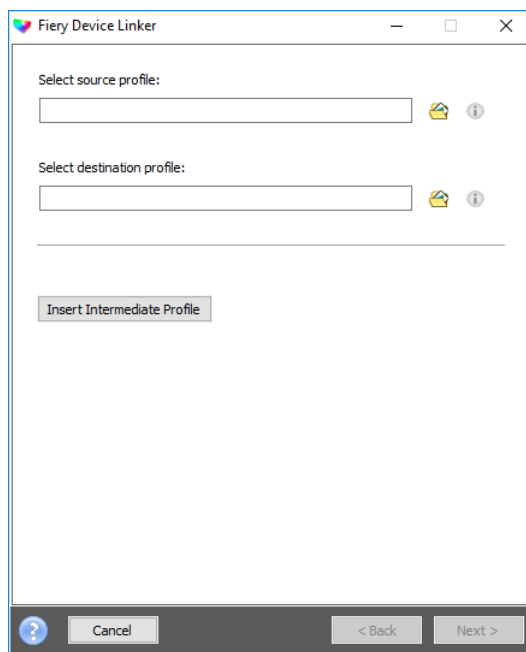 Fiery Device Linker
Select source profile:
Select destination profile:
Insert Intermediate Profile
Cancel
< Back
Next >